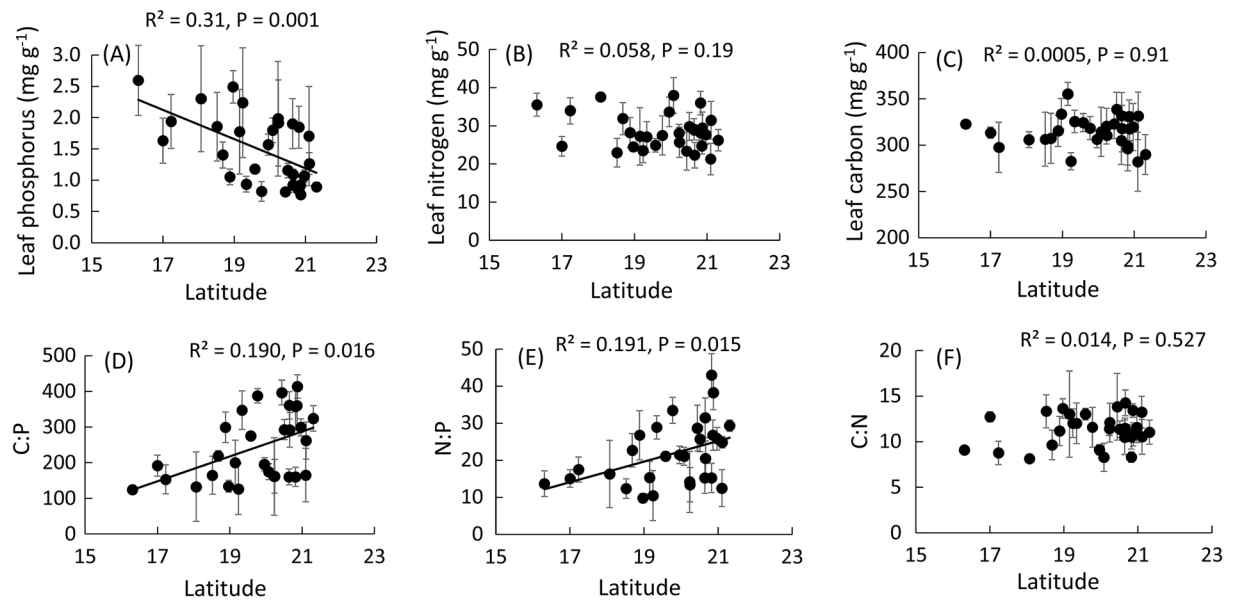 R² = 0.31, P = 0.001
(A)
3.0
2.5
2.0
1.5
1.0
0.5
0.0
Leaf phosphorus (mg g⁻¹)
15 17 19 21 23
Latitude
R² = 0.058, P = 0.19
(B)
50
40
30
20
10
0
Leaf nitrogen (mg g⁻¹)
15 17 19 21 23
Latitude
R² = 0.0005, P = 0.91
(C)
400
350
300
250
200
Leaf carbon (mg g⁻¹)
15 17 19 21 23
Latitude
R² = 0.190, P = 0.016
(D)
500
400
300
200
100
0
C:P
15 17 19 21 23
Latitude
R² = 0.191, P = 0.015
(E)
50
40
30
20
10
0
N:P
15 17 19 21 23
Latitude
R² = 0.014, P = 0.527
(F)
20
15
10
5
0
C:N
15 17 19 21 23
Latitude